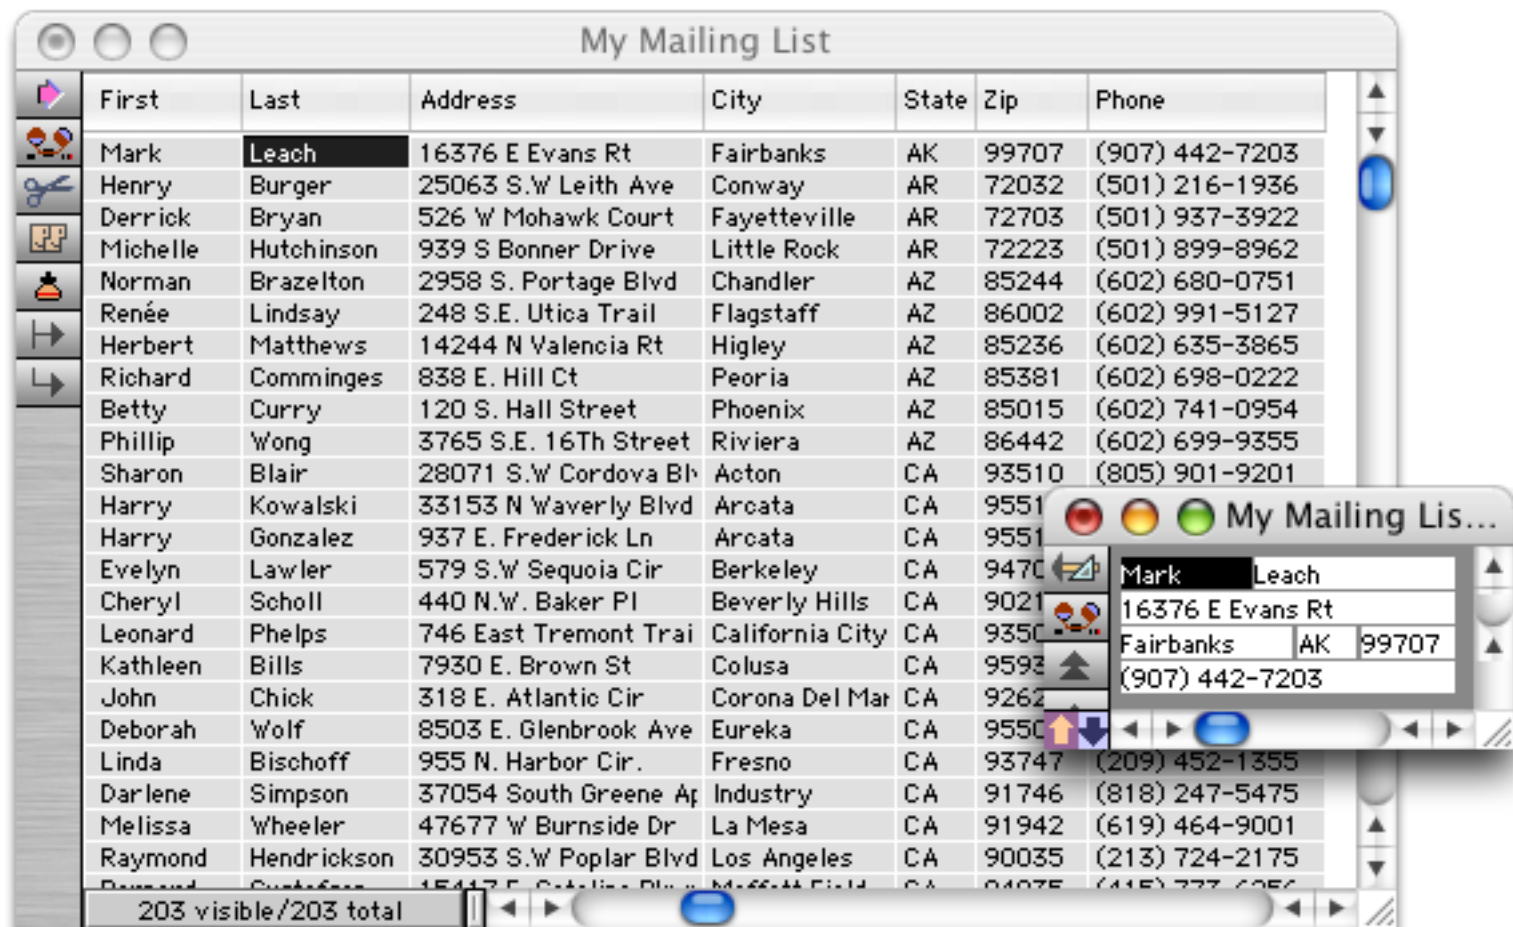 My Mailing List
First Last Address City State Zip Phone
Mark Leach 16376 E Evans Rt Fairbanks AK 99707 (907) 442-7203
Henry Burger 25063 S.W Leith Ave Conway AR 72032 (501) 216-1936
Derrick Bryan 526 W Mohawk Court Fayetteville AR 72703 (501) 937-3922
Michelle Hutchinson 939 S Bonner Drive Little Rock AR 72223 (501) 899-8962
Norman Brazelton 2958 S. Portage Blvd Chandler AZ 85244 (602) 680-0751
Renée Lindsay 248 S.E. Utica Trail Flagstaff AZ 86002 (602) 991-5127
Herbert Matthews 14244 N Valencia Rt Higley AZ 85236 (602) 635-3865
Richard Comminges 838 E. Hill Ct Peoria AZ 85381 (602) 698-0222
Betty Curry 120 S. Hall Street Phoenix AZ 85015 (602) 741-0954
Phillip Wong 3765 S.E. 16Th Street Riviera AZ 86442 (602) 699-9355
Sharon Blair 28071 S.W Cordova Bl Acton CA 93510 (805) 901-9201
Harry Kowalski 33153 N Waverly Blvd Arcata CA 9551
Harry Gonzalez 937 E. Frederick Ln Arcata CA 9551
Evelyn Lawler 579 S.W Sequoia Cir Berkeley CA 9470
Cheryl Scholl 440 N.W. Baker Pl Beverly Hills CA 9021
Leonard Phelps 746 East Tremont Trai California City CA 9350
Kathleen Bills 7930 E. Brown St Colusa CA 9593
John Chick 318 E. Atlantic Cir Corona Del Mar CA 9262
Deborah Wolf 8503 E. Glenbrook Ave Eureka CA 9550
Linda Bischoff 955 N. Harbor Cir. Fresno CA 93747 (209) 452-1355
Darlene Simpson 37054 South Greene Ap Industry CA 91746 (818) 247-5475
Melissa Wheeler 47677 W Burnside Dr La Mesa CA 91942 (619) 464-9001
Raymond Hendrickson 30953 S.W Poplar Blvd Los Angeles CA 90035 (213) 724-2175
203 visible/203 total
My Mailing Lis...
Mark Leach
16376 E Evans Rt
Fairbanks AK 99707
(907) 442-7203